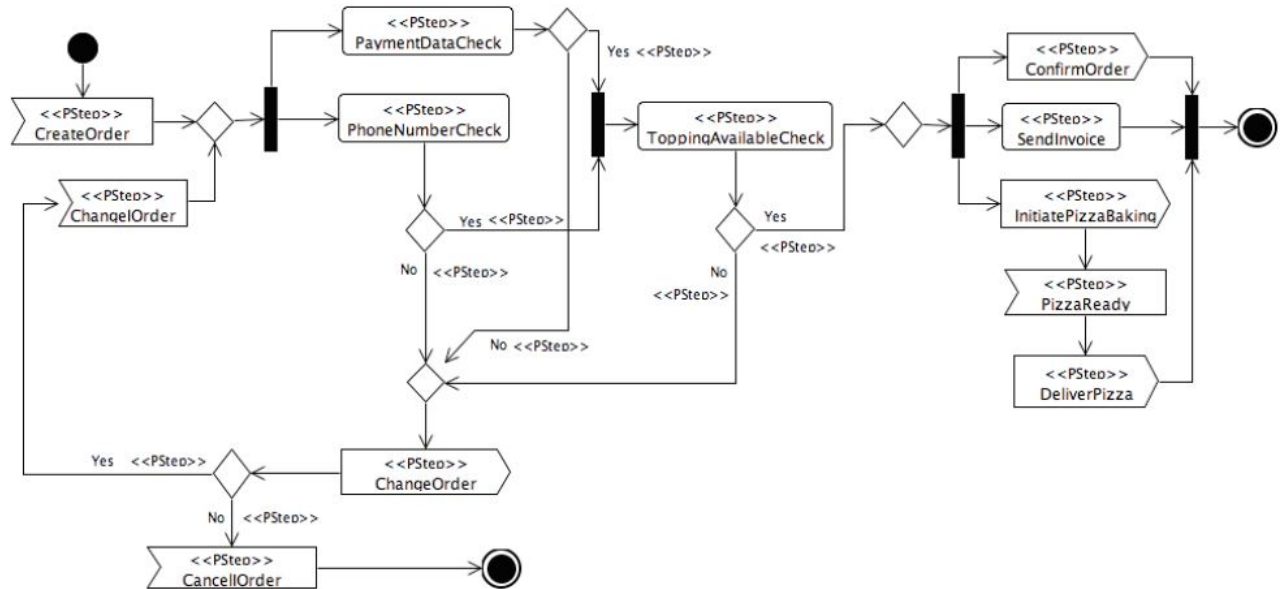 <<PStep>>
PaymentDataCheck
Yes <<PStep>>
<<PStep>>
ConfirmOrder
<<PStep>>
CreateOrder
<<PStep>>
PhoneNumberCheck
<<PStep>>
ToppingAvailableCheck
<<PStep>>
SendInvoice
<<PStep>>
ChangelOrder
Yes <<PStep>>
Yes
<<PStep>>
<<PStep>>
InitiatePizzaBaking
No <<PStep>>
No
<<PStep>>
<<PStep>>
PizzaReady
No <<PStep>>
<<PStep>>
DeliverPizza
Yes <<PStep>>
<<PStep>>
ChangeOrder
No <<PStep>>
<<PStep>>
CancellOrder